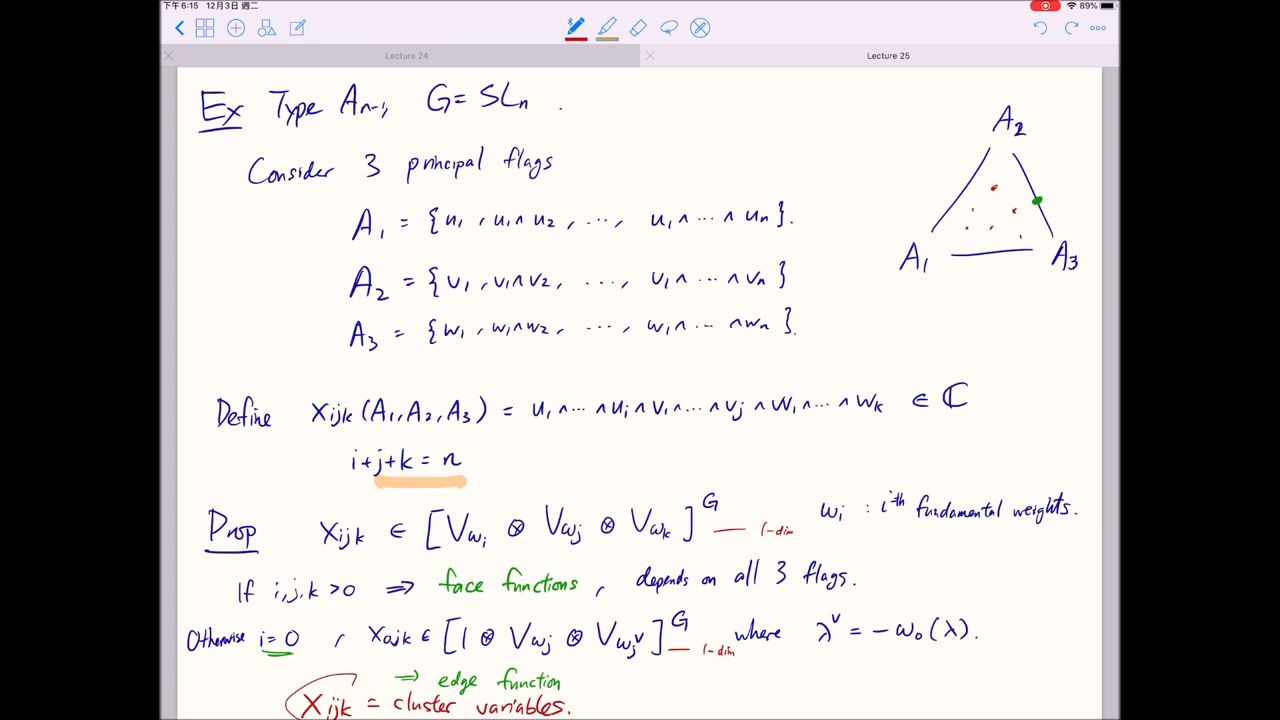 下午6:15 12月3日 週二
89%
Lecture 24
Lecture 25
Ex Type An-1, G = SLn .
Consider 3 principal flags
A1 = {u1 , u1∧u2 , ..., u1∧...∧un}.
A2 = {v1 , v1∧v2 , ..., v1∧...∧vn}
A3 = {w1 , w1∧w2 , ..., w1∧...∧wn}.
A2
A1
A3
Define Xijk (A1, A2, A3) = u1∧...∧ui∧v1∧...∧vj∧w1∧...∧wk ∈ ℂ
i+j+k = n
Prop Xijk ∈ [Vωi ⊗ Vωj ⊗ Vωk]^G — 1-dim ωi : i^th fundamental weights.
If i,j,k >0 ⇒ face functions, depends on all 3 flags.
Otherwise i=0 , X0jk ∈ [1 ⊗ Vωj ⊗ Vωj^∨]^G — 1-dim where λ^∨ = -ω0(λ).
⇒ edge function
Xijk = cluster variables.